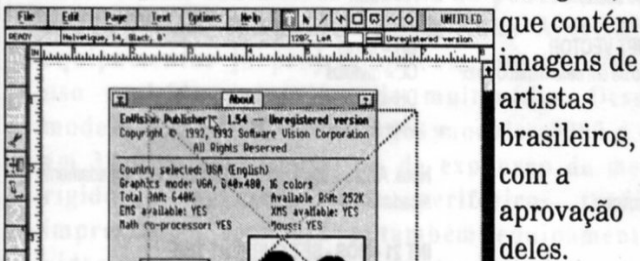 File Edit Page Text Options Help UNTITLED
READY Helvetique, 14, Black, 0° 120%, Left Unregistered version
About
EnVision Publisher™ 1.54 -- Unregistered version
Copyright ©, 1992, 1993 Software Vision Corporation
All Rights Reserved
Country selected: USA (English)
Graphics mode: VGA, 640x480, 16 colors
Total RAM: 640K Available RAM: 252K
EMS available: YES XMS available: YES
Math co-processor: YES Mouse: YES
que contém
imagens de
artistas
brasileiros,
com a
aprovação
deles.